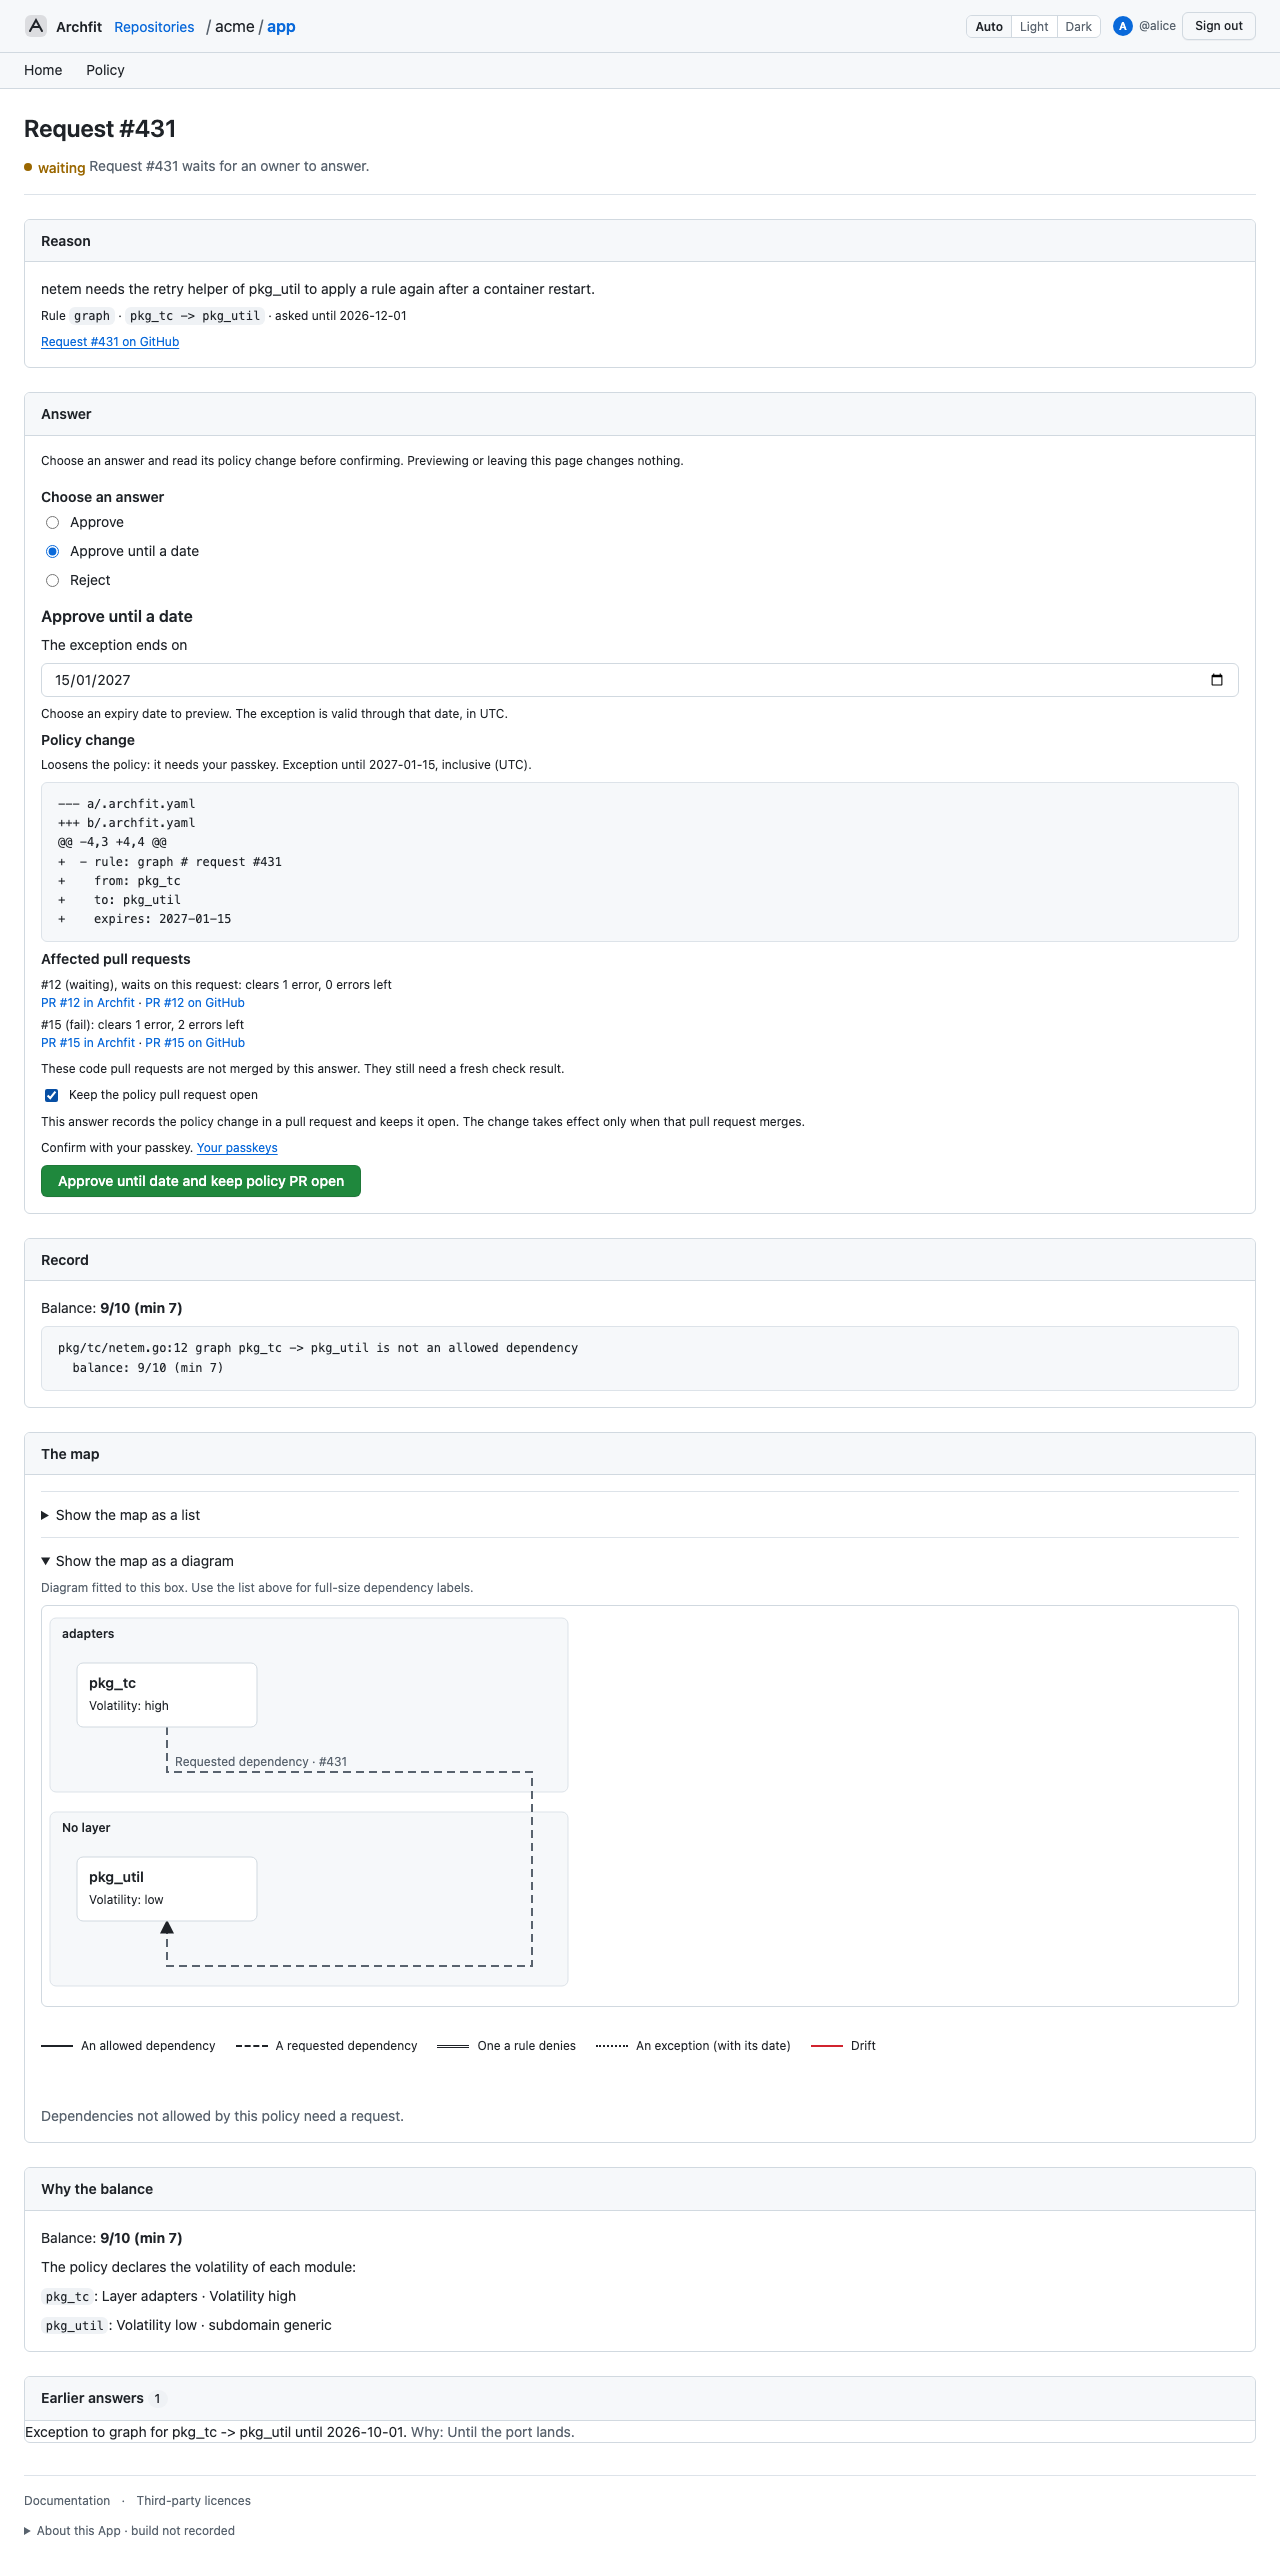 Archfit Repositories / acme / app Auto Light Dark A @alice Sign out
Home Policy
Request #431
waiting Request #431 waits for an owner to answer.
Reason
netem needs the retry helper of pkg_util to apply a rule again after a container restart.
Rule graph · pkg_tc -> pkg_util · asked until 2026-12-01
Request #431 on GitHub
Answer
Choose an answer and read its policy change before confirming. Previewing or leaving this page changes nothing.
Choose an answer
Approve
Approve until a date
Reject
Approve until a date
The exception ends on
15/01/2027
Choose an expiry date to preview. The exception is valid through that date, in UTC.
Policy change
Loosens the policy: it needs your passkey. Exception until 2027-01-15, inclusive (UTC).
--- a/.archfit.yaml
+++ b/.archfit.yaml
@@ -4,3 +4,4 @@
+  - rule: graph # request #431
+    from: pkg_tc
+    to: pkg_util
+    expires: 2027-01-15
Affected pull requests
#12 (waiting), waits on this request: clears 1 error, 0 errors left
PR #12 in Archfit · PR #12 on GitHub
#15 (fail): clears 1 error, 2 errors left
PR #15 in Archfit · PR #15 on GitHub
These code pull requests are not merged by this answer. They still need a fresh check result.
Keep the policy pull request open
This answer records the policy change in a pull request and keeps it open. The change takes effect only when that pull request merges.
Confirm with your passkey. Your passkeys
Approve until date and keep policy PR open
Record
Balance: 9/10 (min 7)
pkg/tc/netem.go:12 graph pkg_tc -> pkg_util is not an allowed dependency
balance: 9/10 (min 7)
The map
Show the map as a list
Show the map as a diagram
Diagram fitted to this box. Use the list above for full-size dependency labels.
adapters
pkg_tc
Volatility: high
Requested dependency · #431
No layer
pkg_util
Volatility: low
An allowed dependency A requested dependency One a rule denies An exception (with its date) Drift
Dependencies not allowed by this policy need a request.
Why the balance
Balance: 9/10 (min 7)
The policy declares the volatility of each module:
pkg_tc: Layer adapters · Volatility high
pkg_util: Volatility low · subdomain generic
Earlier answers 1
Exception to graph for pkg_tc -> pkg_util until 2026-10-01. Why: Until the port lands.
Documentation · Third-party licences
About this App · build not recorded